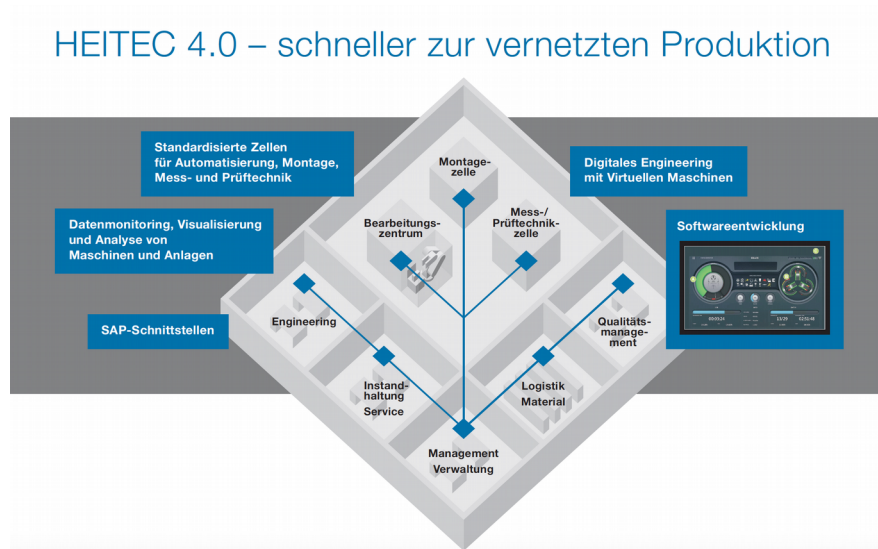 HEITEC 4.0 – schneller zur vernetzten Produktion
Standardisierte Zellen
für Automatisierung, Montage,
Mess- und Prüftechnik
Montage-
zelle
Digitales Engineering
mit Virtuellen Maschinen
Datenmonitoring, Visualisierung
und Analyse von
Maschinen und Anlagen
Bearbeitungs-
zentrum
Mess-/
Prüftechnik-
zelle
Softwareentwicklung
SAP-Schnittstellen
Engineering
Qualitäts-
manage-
ment
Instand-
haltung
Service
Logistik
Material
Management
Verwaltung